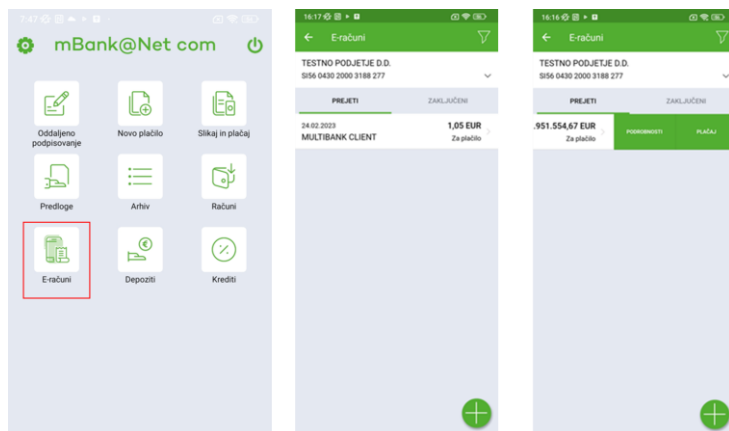 7:47
mBank@Net com
Oddaljeno
podpisovanje
Novo plačilo
Slikaj in plačaj
Predloge
Arhiv
Računi
E-računi
Depoziti
Krediti
16:17
E-računi
TESTNO PODJETJE D.D.
SI56 0430 2000 3188 277
PREJETI
ZAKLJUČENI
24.02.2023
1,05 EUR
MULTIBANK CLIENT
Za plačilo
16:16
E-računi
TESTNO PODJETJE D.D.
SI56 0430 2000 3188 277
PREJETI
ZAKLJUČENI
.951.554,67 EUR
Za plačilo
PODROBNOSTI
PLAČAJ